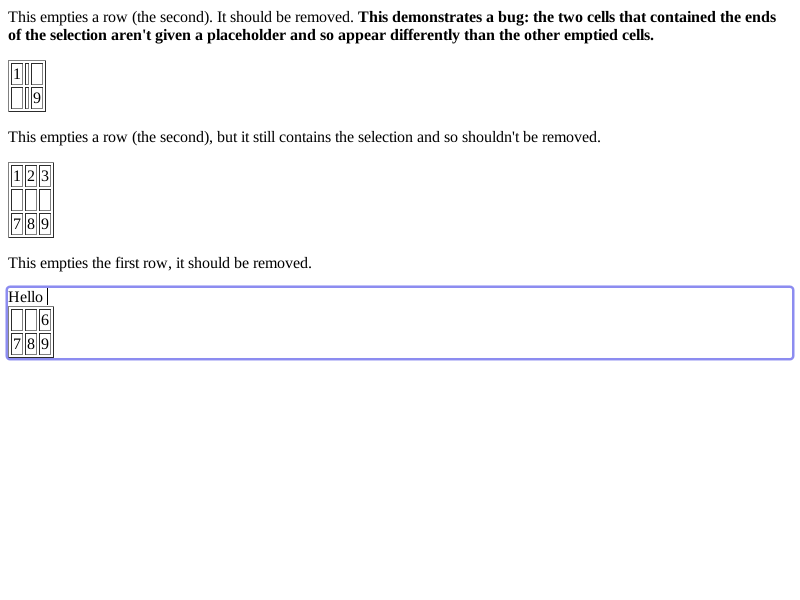 This empties a row (the second). It should be removed. This demonstrates a bug: the two cells that contained the ends
of the selection aren't given a placeholder and so appear differently than the other emptied cells.
1
9
This empties a row (the second), but it still contains the selection and so shouldn't be removed.
1 2 3
7 8 9
This empties the first row, it should be removed.
Hello
6
7 8 9